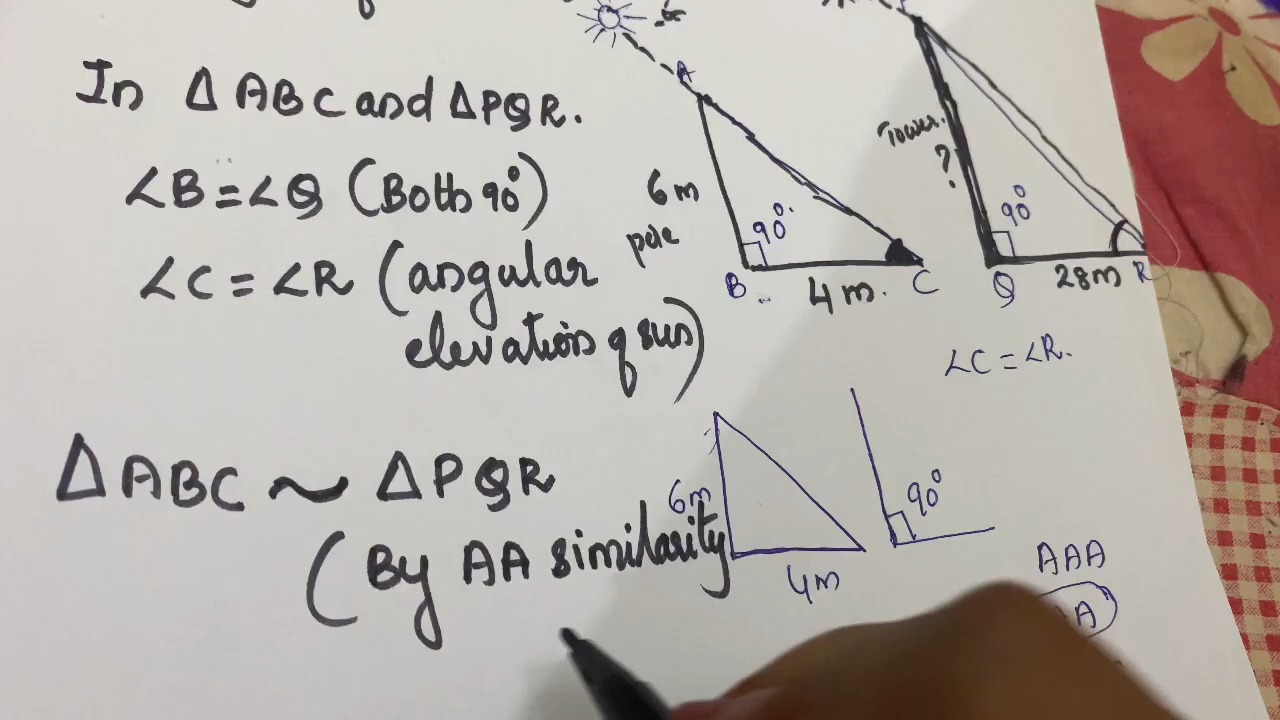 In △ABC and △PQR.
∠B = ∠Q (Both 90°)
∠C = ∠R (angular
elevation of sun)
△ABC ~ △PQR
(By AA similarity
A
6m
pole
90°
B
4m.
C
Tower
?
90°
Q
28m
R
∠C = ∠R.
6m
4m
90°
AAA